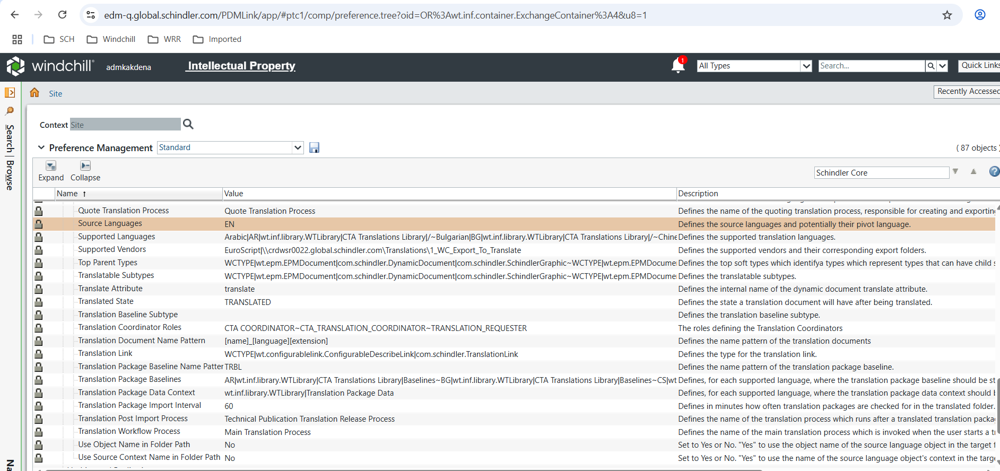 edm-q.global.schindler.com/PDMLink/app/#ptc1/comp/preference.tree?oid=OR%3Awt.inf.container.ExchangeContainer%3A4&u8=1
SCH Windchill WRR Imported
windchill® admkakdena Intellectual Property 1 All Types Search... Quick Links
Site Recently Accessed
Search | Browse
Context Site
Preference Management Standard ( 87 objects )
Expand Collapse Schindler Core
Name ↑ Value Description
Quote Translation Process Quote Translation Process Defines the name of the quoting translation process, responsible for creating and exporting
Source Languages EN Defines the source languages and potentially their pivot language.
Supported Languages Arabic|AR|wt.inf.library.WTLibrary|CTA Translations Library|/~Bulgarian|BG|wt.inf.library.WTLibrary|CTA Translations Library|/~Chine Defines the supported translation languages.
Supported Vendors EuroScript|\\crdwsr0022.global.schindler.com\Translations\1_WC_Export_To_Translate Defines the supported vendors and their corresponding export folders.
Top Parent Types WCTYPE|wt.epm.EPMDocument|com.schindler.DynamicDocument|com.schindler.SchindlerGraphic~WCTYPE|wt.epm.EPMDocume Defines the top soft types which identifya types which represent types that can have child s
Translatable Subtypes WCTYPE|wt.epm.EPMDocument|com.schindler.DynamicDocument|com.schindler.SchindlerGraphic~WCTYPE|wt.epm.EPMDocume Defines the translatable subtypes.
Translate Attribute translate Defines the internal name of the dynamic document translate attribute.
Translated State TRANSLATED Defines the state a translation document will have after being translated.
Translation Baseline Subtype Defines the translation baseline subtype.
Translation Coordinator Roles CTA COORDINATOR~CTA_TRANSLATION_COORDINATOR~TRANSLATION_REQUESTER The roles defining the Translation Coordinators
Translation Document Name Pattern [name]_[language][extension] Defines the name pattern of the translation documents
Translation Link WCTYPE|wt.configurablelink.ConfigurableDescribeLink|com.schindler.TranslationLink Defines the type for the translation link.
Translation Package Baseline Name Patter TRBL Defines the name pattern of the translation package baseline.
Translation Package Baselines AR|wt.inf.library.WTLibrary|CTA Translations Library|Baselines~BG|wt.inf.library.WTLibrary|CTA Translations Library|Baselines~CS|wt Defines, for each supported language, where the translation package baseline should be st
Translation Package Data Context wt.inf.library.WTLibrary|Translation Package Data Defines, for each supported language, where the translation package data context should b
Translation Package Import Interval 60 Defines in minutes how often translation packages are checked for in the translated folder.
Translation Post Import Process Technical Publication Translation Release Process Defines the name of the translation process which runs after a translated translation packa
Translation Workflow Process Main Translation Process Defines the name of the main translation process which is invoked when the user starts a tr
Use Object Name in Folder Path No Set to Yes or No. "Yes" to use the object name of the source language object in the target f
Use Source Context Name in Folder Path No Set to Yes or No. "Yes" to use the name of the source language object's context in the targe
Na